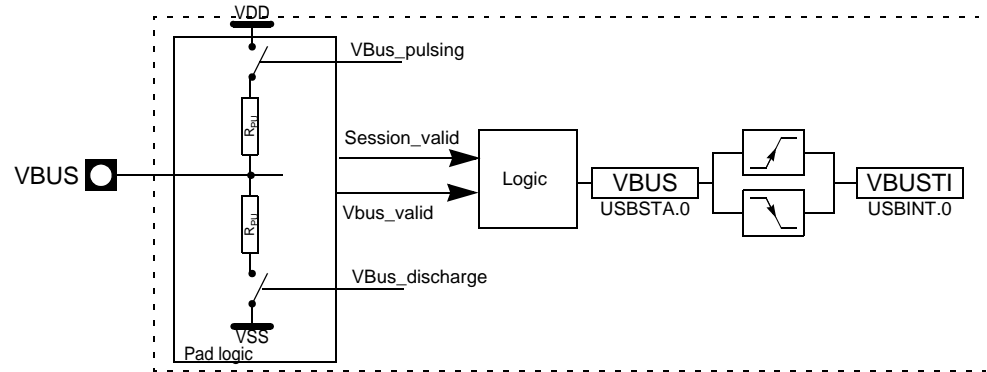 VDD
VBus_pulsing
RPU
Session_valid
VBUS
Logic
VBUS
VBUSTI
USBSTA.0
USBINT.0
Vbus_valid
RPU
VBus_discharge
VSS
Pad logic